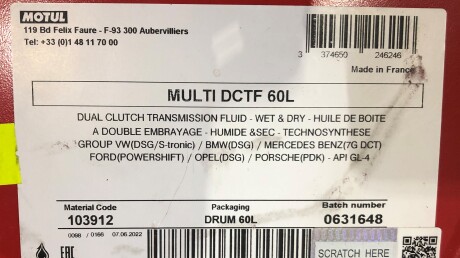 MOTUL
119 Bd Felix Faure - F-93 300 Aubervilliers
Tel: +33 (0)1 48 11 70 00
3 374650 246246
Made in France
MULTI DCTF 60L
DUAL CLUTCH TRANSMISSION FLUID - WET & DRY - HUILE DE BOITE
A DOUBLE EMBRAYAGE - HUMIDE &SEC - TECHNOSYNTHESE
GROUP VW(DSG/S-tronic) / BMW(DSG) / MERCEDES BENZ(7G DCT)
FORD(POWERSHIFT) / OPEL(DSG) / PORSCHE(PDK) - API GL-4
Material Code Packaging Batch number
103912 DRUM 60L 0631648
0098 / 0166 07.06.2022
EAC
SCRATCH HERE